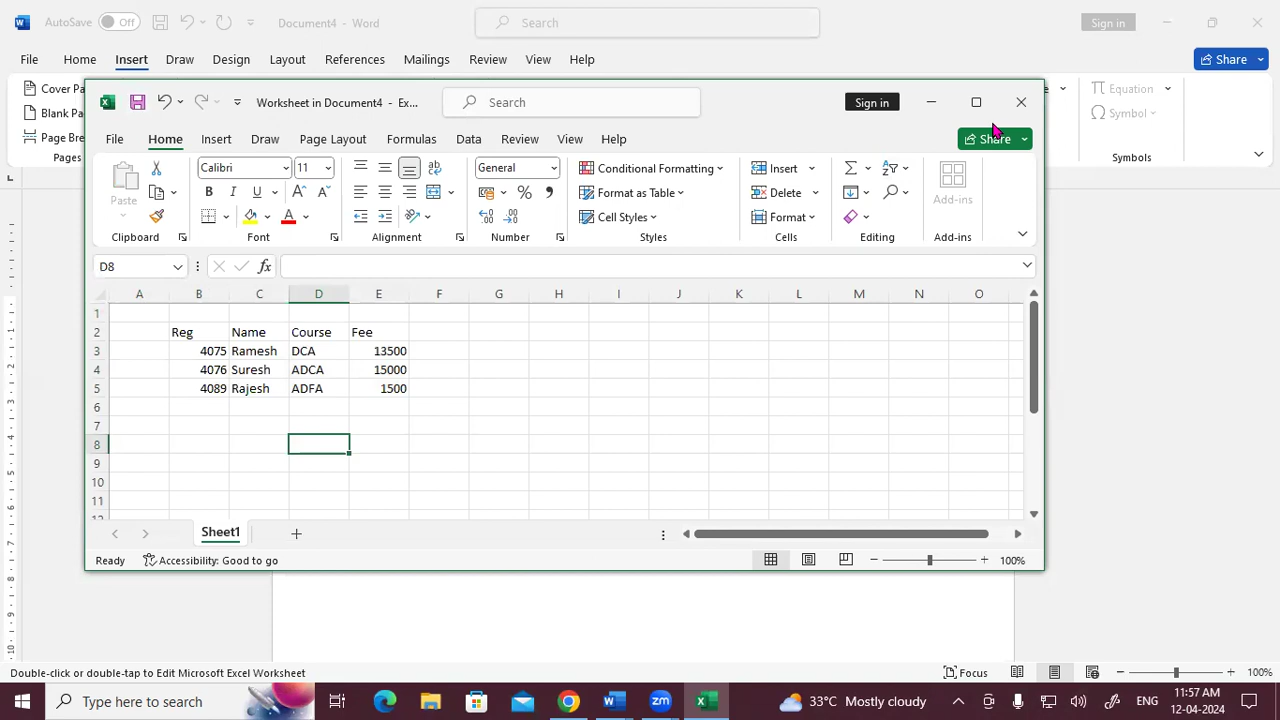 AutoSave Off Document4 - Word Search Sign in
File Home Insert Draw Design Layout References Mailings Review View Help Share
Cover Pa
Blank Pa
Page Bre
Pages
Equation
Symbol
Symbols
Worksheet in Document4 - Exc... Search Sign in
File Home Insert Draw Page Layout Formulas Data Review View Help Share
Paste
Clipboard
Calibri 11
B I U A A
A
Font
ab
Alignment
General
%
Number
Conditional Formatting
Format as Table
Cell Styles
Styles
Insert
Delete
Format
Cells
Editing
Add-ins
Add-ins
D8 fx
A B C D E F G H I J K L M N O
1
2 Reg Name Course Fee
3 4075 Ramesh DCA 13500
4 4076 Suresh ADCA 15000
5 4089 Rajesh ADFA 1500
6
7
8
9
10
11
12
Sheet1
Ready Accessibility: Good to go 100%
Double-click or double-tap to Edit Microsoft Excel Worksheet Focus 100%
Type here to search 33°C Mostly cloudy ENG 11:57 AM
12-04-2024